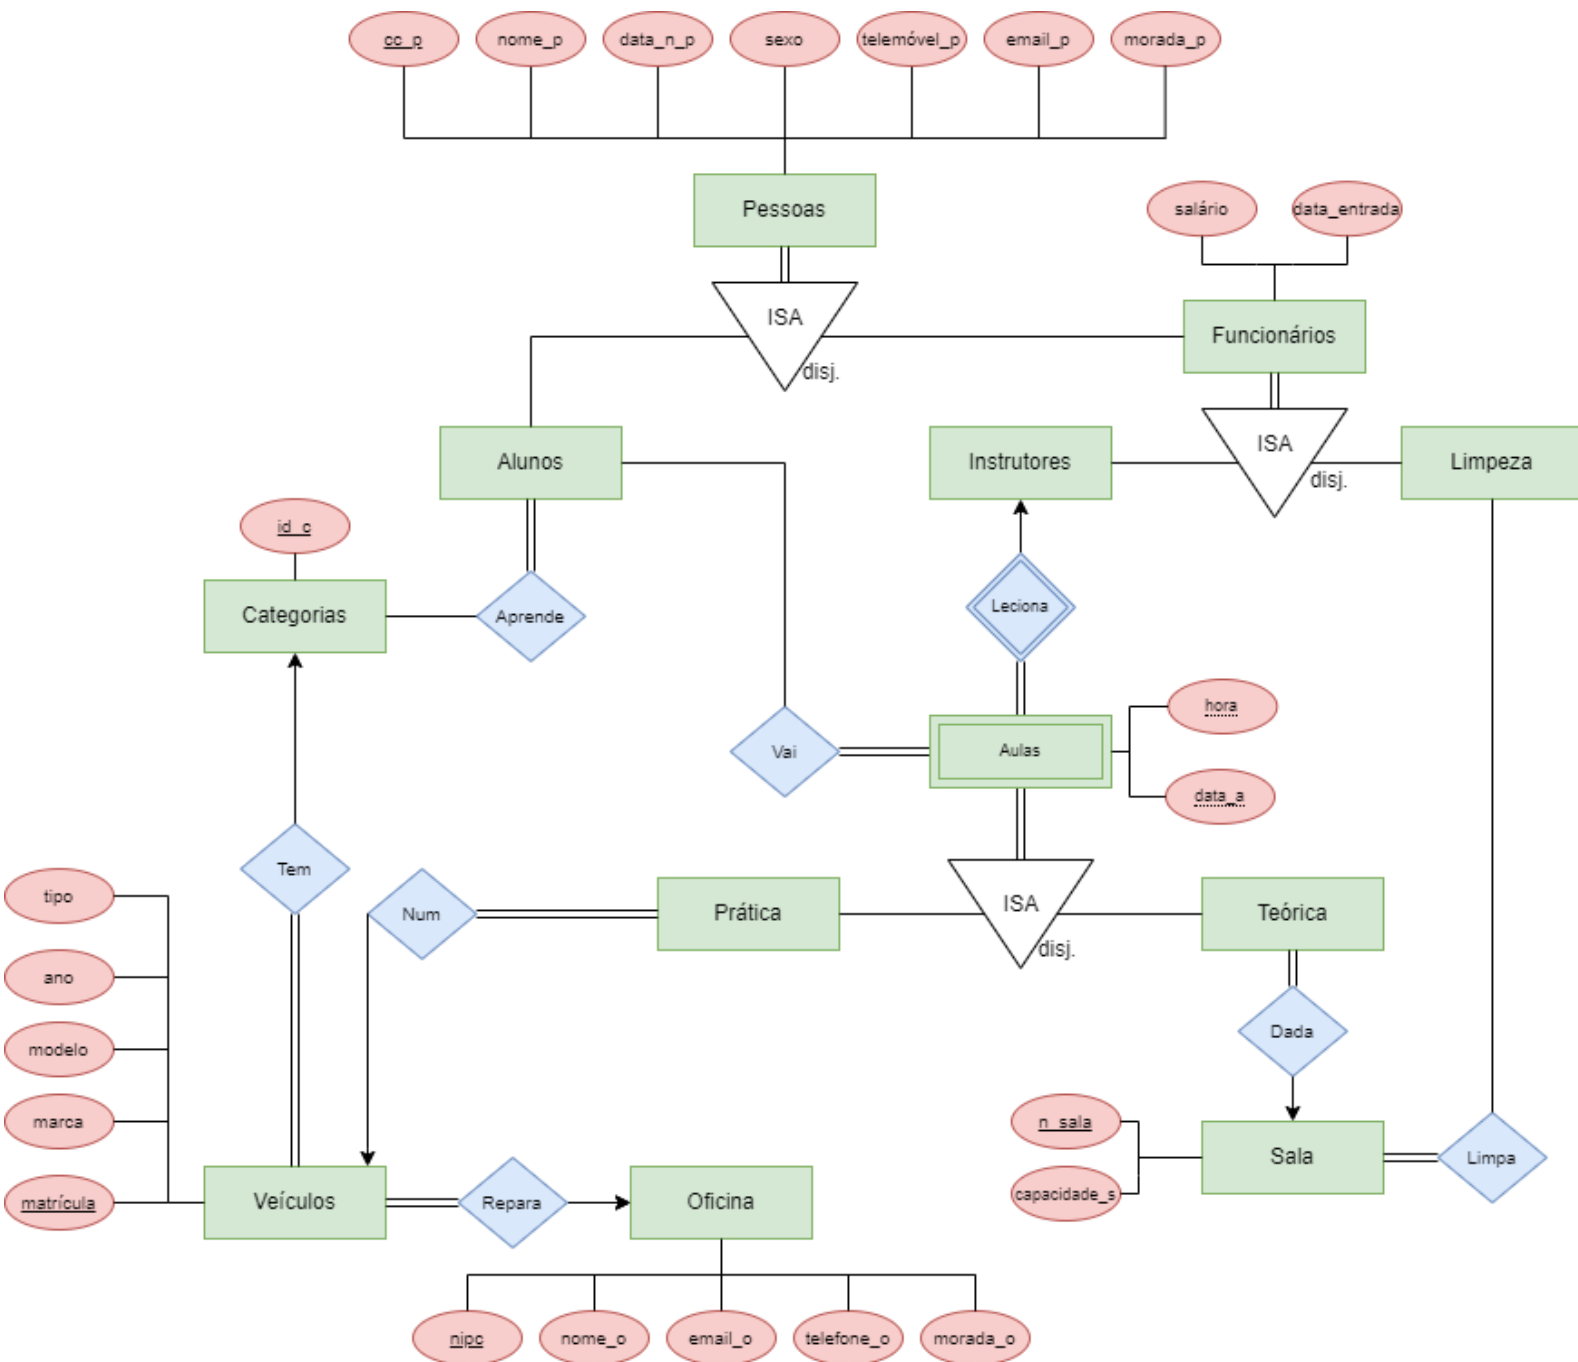 cc_p
nome_p
data_n_p
sexo
telemóvel_p
email_p
morada_p
Pessoas
salário
data_entrada
ISA
disj.
Funcionários
Alunos
Instrutores
ISA
disj.
Limpeza
id_c
Categorias
Aprende
Leciona
hora
Vai
Aulas
data_a
Tem
tipo
Num
Prática
ISA
disj.
Teórica
ano
modelo
Dada
marca
n_sala
Sala
Limpa
capacidade_s
matrícula
Veículos
Repara
Oficina
nipc
nome_o
email_o
telefone_o
morada_o